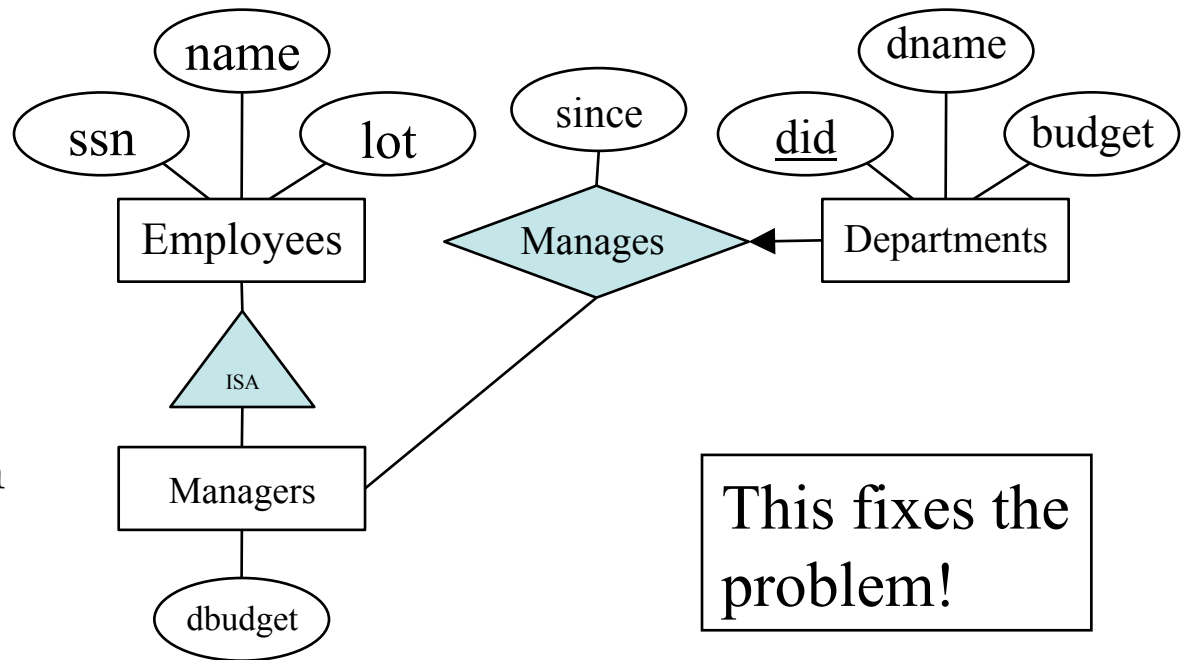 name
dname
since
ssn
lot
did
budget
Employees
Manages
Departments
ISA
Managers
This fixes the
problem!
dbudget